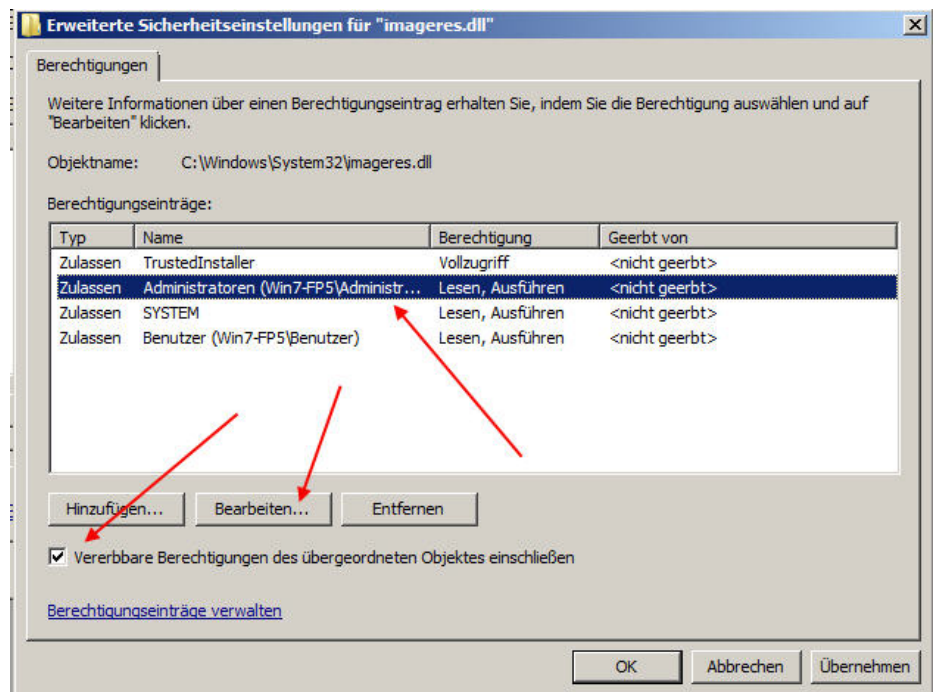 Erweiterte Sicherheitseinstellungen für "imageres.dll"
Berechtigungen
Weitere Informationen über einen Berechtigungseintrag erhalten Sie, indem Sie die Berechtigung auswählen und auf
"Bearbeiten" klicken.
Objektname: C:\Windows\System32\imageres.dll
Berechtigungseinträge:
Typ Name Berechtigung Geerbt von
Zulassen TrustedInstaller Vollzugriff <nicht geerbt>
Zulassen Administratoren (Win7-FP5\Administr... Lesen, Ausführen <nicht geerbt>
Zulassen SYSTEM Lesen, Ausführen <nicht geerbt>
Zulassen Benutzer (Win7-FP5\Benutzer) Lesen, Ausführen <nicht geerbt>
Hinzufügen... Bearbeiten... Entfernen
Vererbbare Berechtigungen des übergeordneten Objektes einschließen
Berechtigungseinträge verwalten
OK Abbrechen Übernehmen